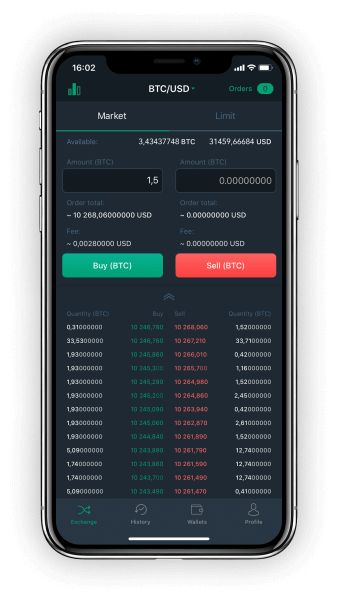 16:02
BTC/USD
Orders 0
Market Limit
Available: 3,43437748 BTC 31459,66684 USD
Amount (BTC) Amount (BTC)
1,5 0.00000000
Order total: Order total:
~ 10 268,06000000 USD ~ 0.00000000 USD
Fee: Fee:
~ 0,00280000 USD ~ 0.00000000 USD
Buy (BTC) Sell (BTC)
Quantity (BTC) Buy Sell Quantity (BTC)
0,31000000 10 246,780 10 268,060 1,52000000
33,5300000 10 246,760 10 267,210 33,7100000
1,93000000 10 245,860 10 266,010 0,42000000
1,93000000 10 245,300 10 265,700 1,16000000
1,93000000 10 245,280 10 264,980 1,52000000
1,93000000 10 245,200 10 264,860 2,45000000
1,93000000 10 245,090 10 263,940 0,42000000
1,93000000 10 245,060 10 262,870 2,61000000
1,93000000 10 244,840 10 261,890 1,52000000
5,09000000 10 243,880 10 261,790 12,7400000
1,74000000 10 243,860 10 261,590 12,7400000
1,74000000 10 243,700 10 261,490 12,7400000
5,09000000 10 243,490 10 261,470 0,41000000
Exchange History Wallets Profile